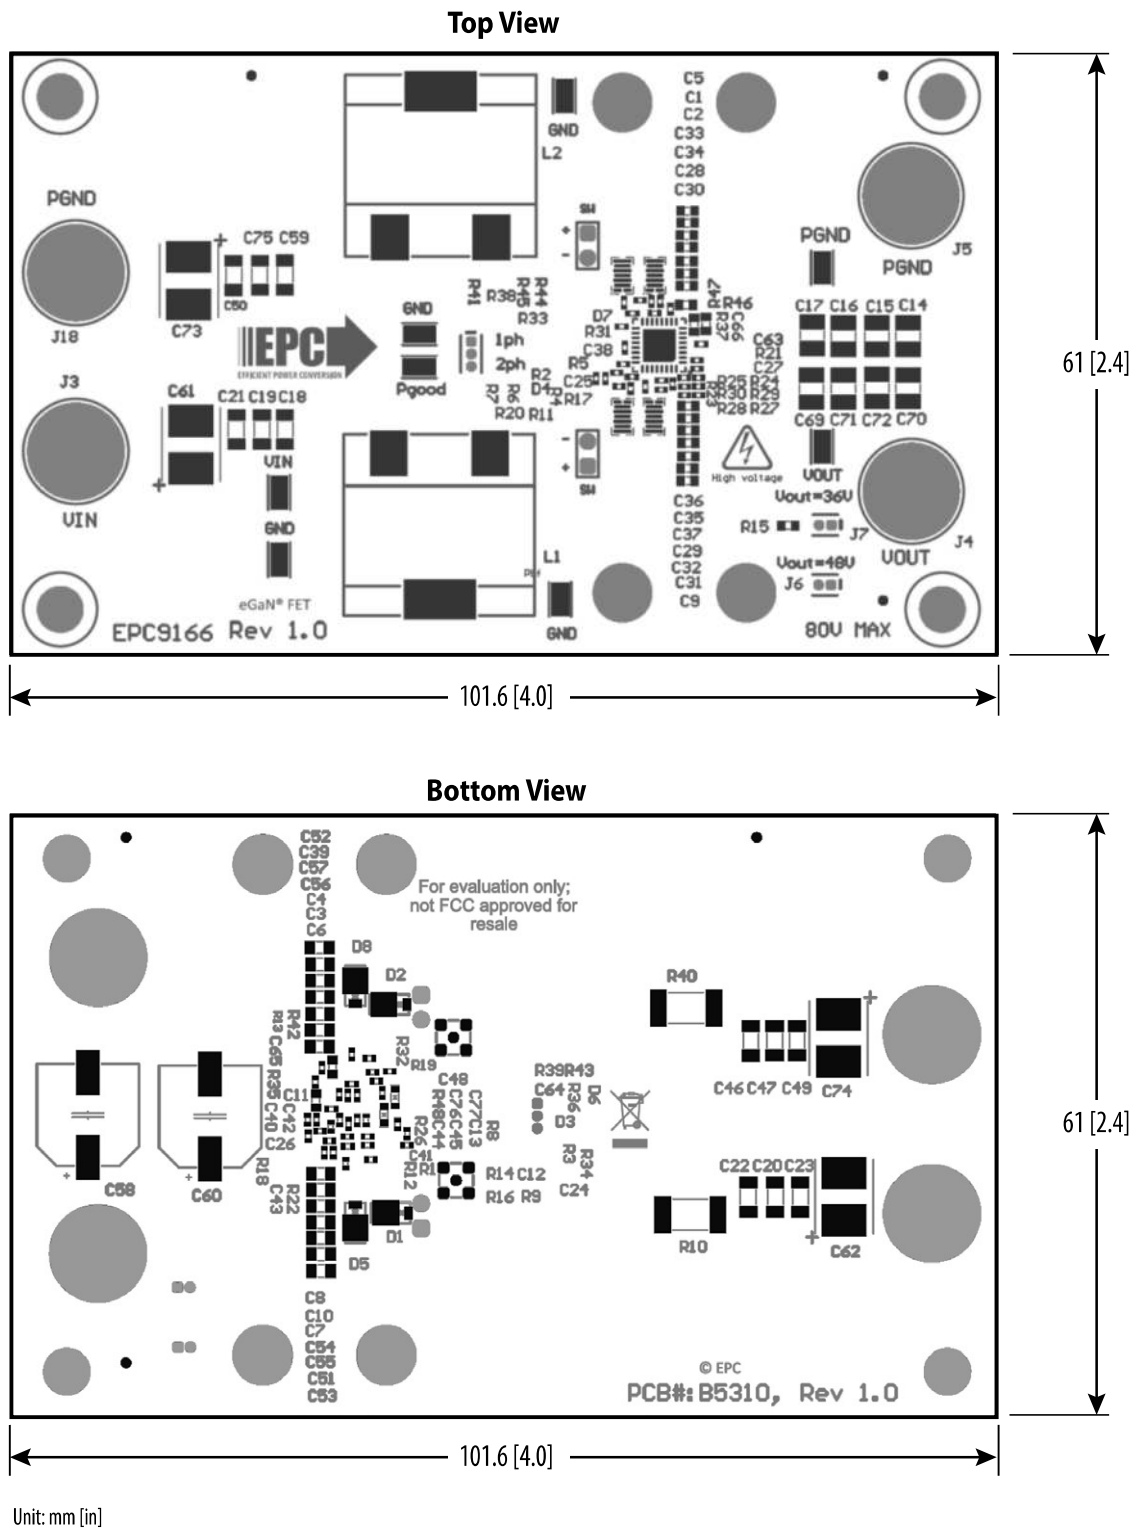 Top View
C5
C1
C2
C33
C34
C28
C30
GND
L2
PGND
SW
+
-
C75 C59
+
C50
C73
J18
PGND
J5
PGND
R41
R38
R45
R44
R33
GND
1ph
2ph
Pgood
EPC
EFFICIENT POWER CONVERSION
D7
R31
C38
R47
R46
R37
C66
C63
R21
C27
C17 C16 C15 C14
J3
C61
C21 C19 C18
R5
C25
R2
D4
R4
R17
R7
R6
R20 R11
R23
R25 R24
R30 R29
R28 R27
C69 C71 C72 C70
VIN
+
VIN
GND
-
+
SW
High voltage
VOUT
Vout=36V
R15
J7
J4
VOUT
C36
C35
C37
C29
C32
C31
C9
Vout=48V
J6
L1
GND
eGaN® FET
EPC9166 Rev 1.0
80V MAX
61 [2.4]
101.6 [4.0]
Bottom View
C52
C39
C57
C56
C4
C3
C6
For evaluation only;
not FCC approved for
resale
D8
D2
R40
+
R13
R42
C65
R32
R19
R35
C11
C40
C42
C26
C48
R48
C44
C76
C45
C77
C13
R8
R39 R43
C64
R36
D6
D3
C46 C47 C49 C74
R26
C41
R1
R12
R14 C12
R16 R9
R3
R34
C24
C22 C20 C23
+
C58
+
C60
R18
C43
R22
D1
D5
R10
+
C62
C8
C10
C7
C54
C55
C51
C53
© EPC
PCB#: B5310, Rev 1.0
61 [2.4]
101.6 [4.0]
Unit: mm [in]